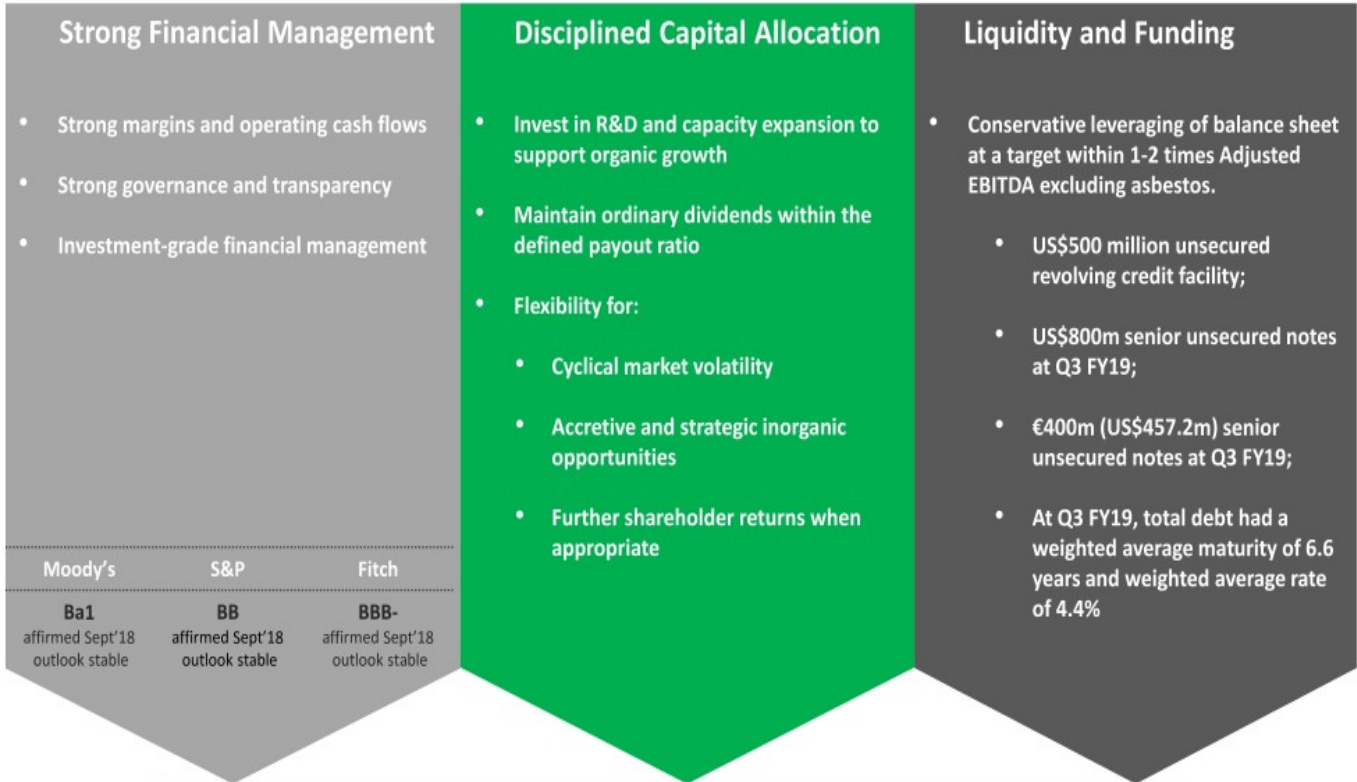 Strong Financial Management
• Strong margins and operating cash flows
• Strong governance and transparency
• Investment-grade financial management
Moody's S&P Fitch
Ba1 BB BBB-
affirmed Sept'18 affirmed Sept'18 affirmed Sept'18
outlook stable outlook stable outlook stable
Disciplined Capital Allocation
• Invest in R&D and capacity expansion to
support organic growth
• Maintain ordinary dividends within the
defined payout ratio
• Flexibility for:
• Cyclical market volatility
• Accretive and strategic inorganic
opportunities
• Further shareholder returns when
appropriate
Liquidity and Funding
• Conservative leveraging of balance sheet
at a target within 1-2 times Adjusted
EBITDA excluding asbestos.
• US$500 million unsecured
revolving credit facility;
• US$800m senior unsecured notes
at Q3 FY19;
• €400m (US$457.2m) senior
unsecured notes at Q3 FY19;
• At Q3 FY19, total debt had a
weighted average maturity of 6.6
years and weighted average rate
of 4.4%